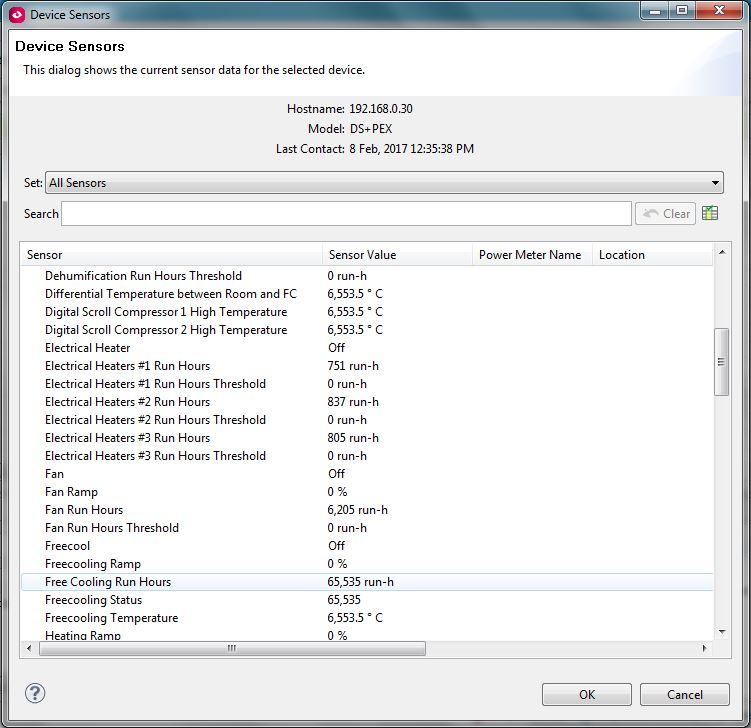 Device Sensors
Device Sensors
This dialog shows the current sensor data for the selected device.
Hostname: 192.168.0.30
Model: DS+PEX
Last Contact: 8 Feb, 2017 12:35:38 PM
Set: All Sensors
Search Clear
Sensor Sensor Value Power Meter Name Location
Dehumification Run Hours Threshold 0 run-h
Differential Temperature between Room and FC 6,553.5 ° C
Digital Scroll Compressor 1 High Temperature 6,553.5 ° C
Digital Scroll Compressor 2 High Temperature 6,553.5 ° C
Electrical Heater Off
Electrical Heaters #1 Run Hours 751 run-h
Electrical Heaters #1 Run Hours Threshold 0 run-h
Electrical Heaters #2 Run Hours 837 run-h
Electrical Heaters #2 Run Hours Threshold 0 run-h
Electrical Heaters #3 Run Hours 805 run-h
Electrical Heaters #3 Run Hours Threshold 0 run-h
Fan Off
Fan Ramp 0 %
Fan Run Hours 6,205 run-h
Fan Run Hours Threshold 0 run-h
Freecool Off
Freecooling Ramp 0 %
Free Cooling Run Hours 65,535 run-h
Freecooling Status 65,535
Freecooling Temperature 6,553.5 ° C
Heating Ramp 0 %
? OK Cancel